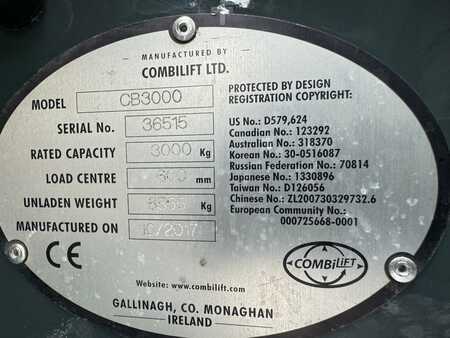 MANUFACTURED BY
COMBILIFT LTD.
MODEL CB3000
SERIAL No. 36515
RATED CAPACITY 3000 Kg
LOAD CENTRE mm
UNLADEN WEIGHT Kg
MANUFACTURED ON 10/2017
CE
PROTECTED BY DESIGN
REGISTRATION COPYRIGHT:
US No.: D579,624
Canadian No.: 123292
Australian No.: 318370
Korean No.: 30-0516087
Russian Federation No.: 70814
Japanese No.: 1330896
Taiwan No.: D126056
Chinese No.: ZL200730329732.6
European Community No.:
000725668-0001
COMBiLiFT
Website: www.combilift.com
GALLINAGH, CO. MONAGHAN
IRELAND